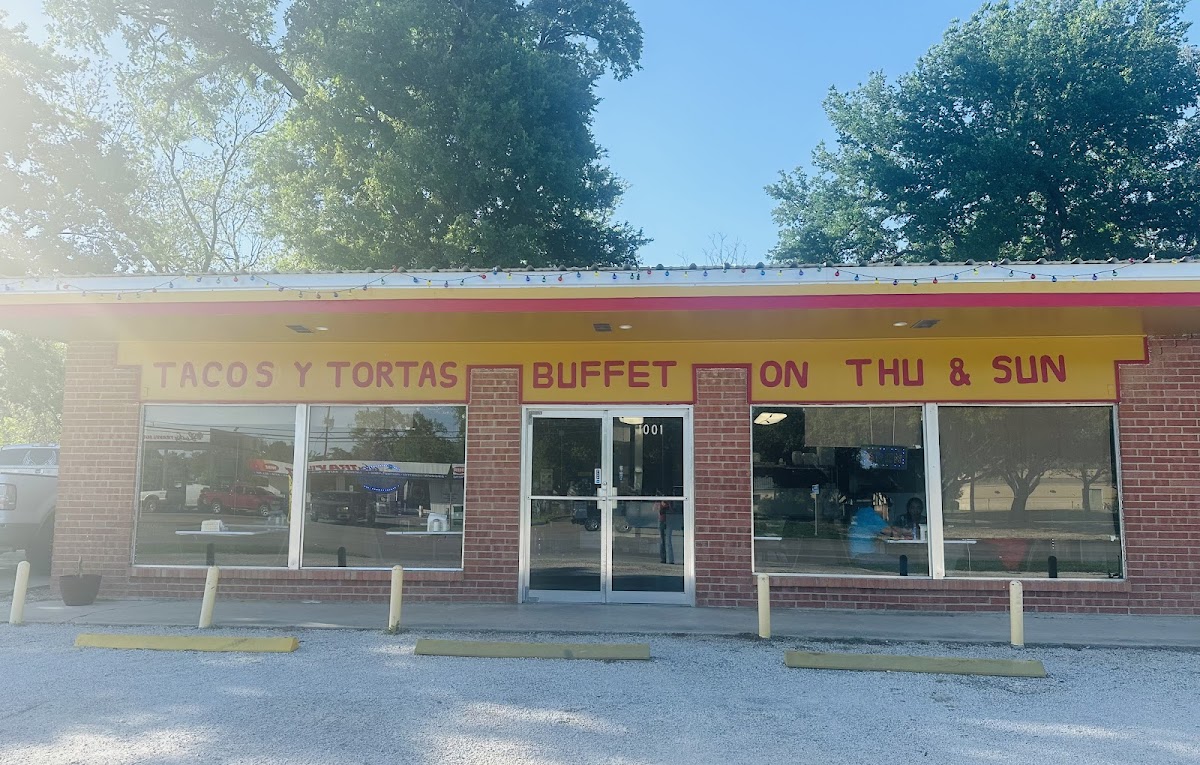 TACOS Y TORTAS BUFFET ON THU & SUN
1001